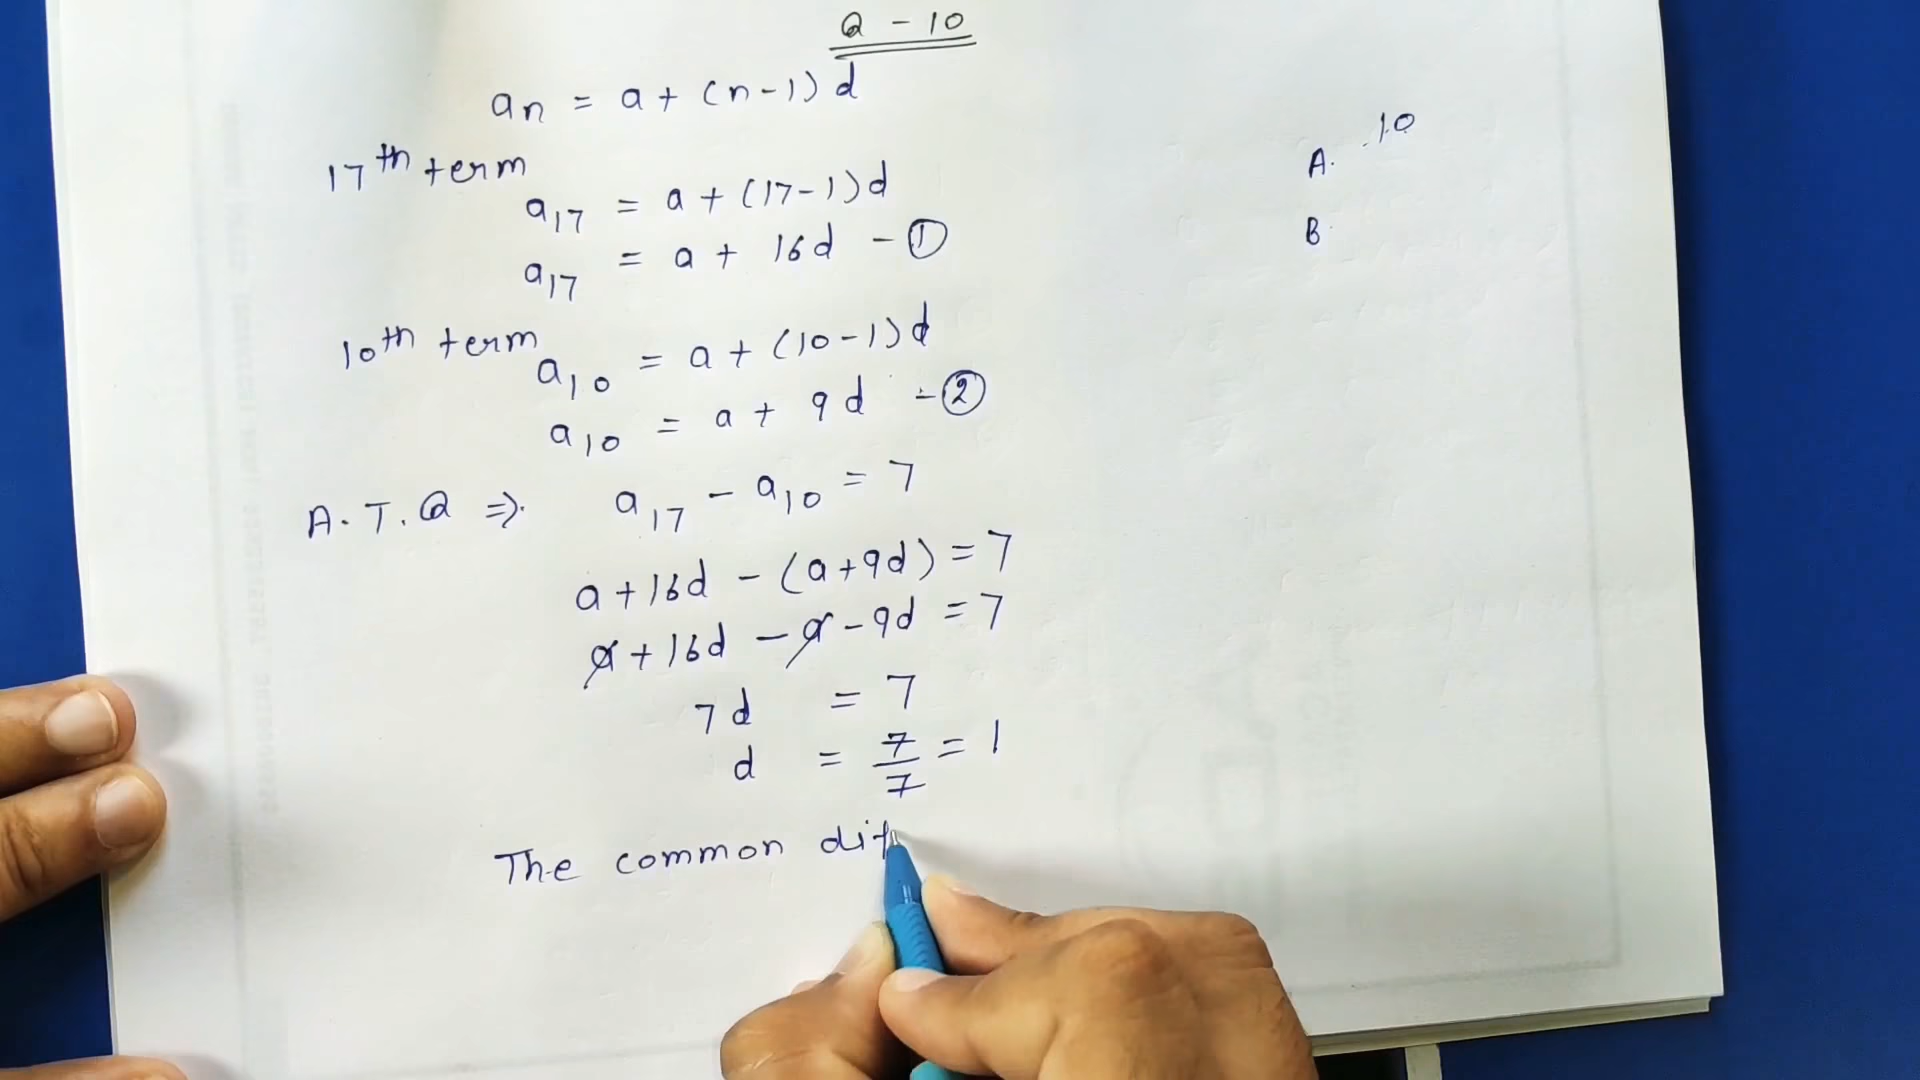 Q - 10
an = a + (n-1) d
17th term
a17 = a + (17-1) d
a17 = a + 16d - ①
10th term
a10 = a + (10-1) d
a10 = a + 9d - ②
A.T.Q ⇒ a17 - a10 = 7
a + 16d - (a + 9d) = 7
a + 16d - a - 9d = 7
7d = 7
d = 7/7 = 1
The common dif
10
A.
B